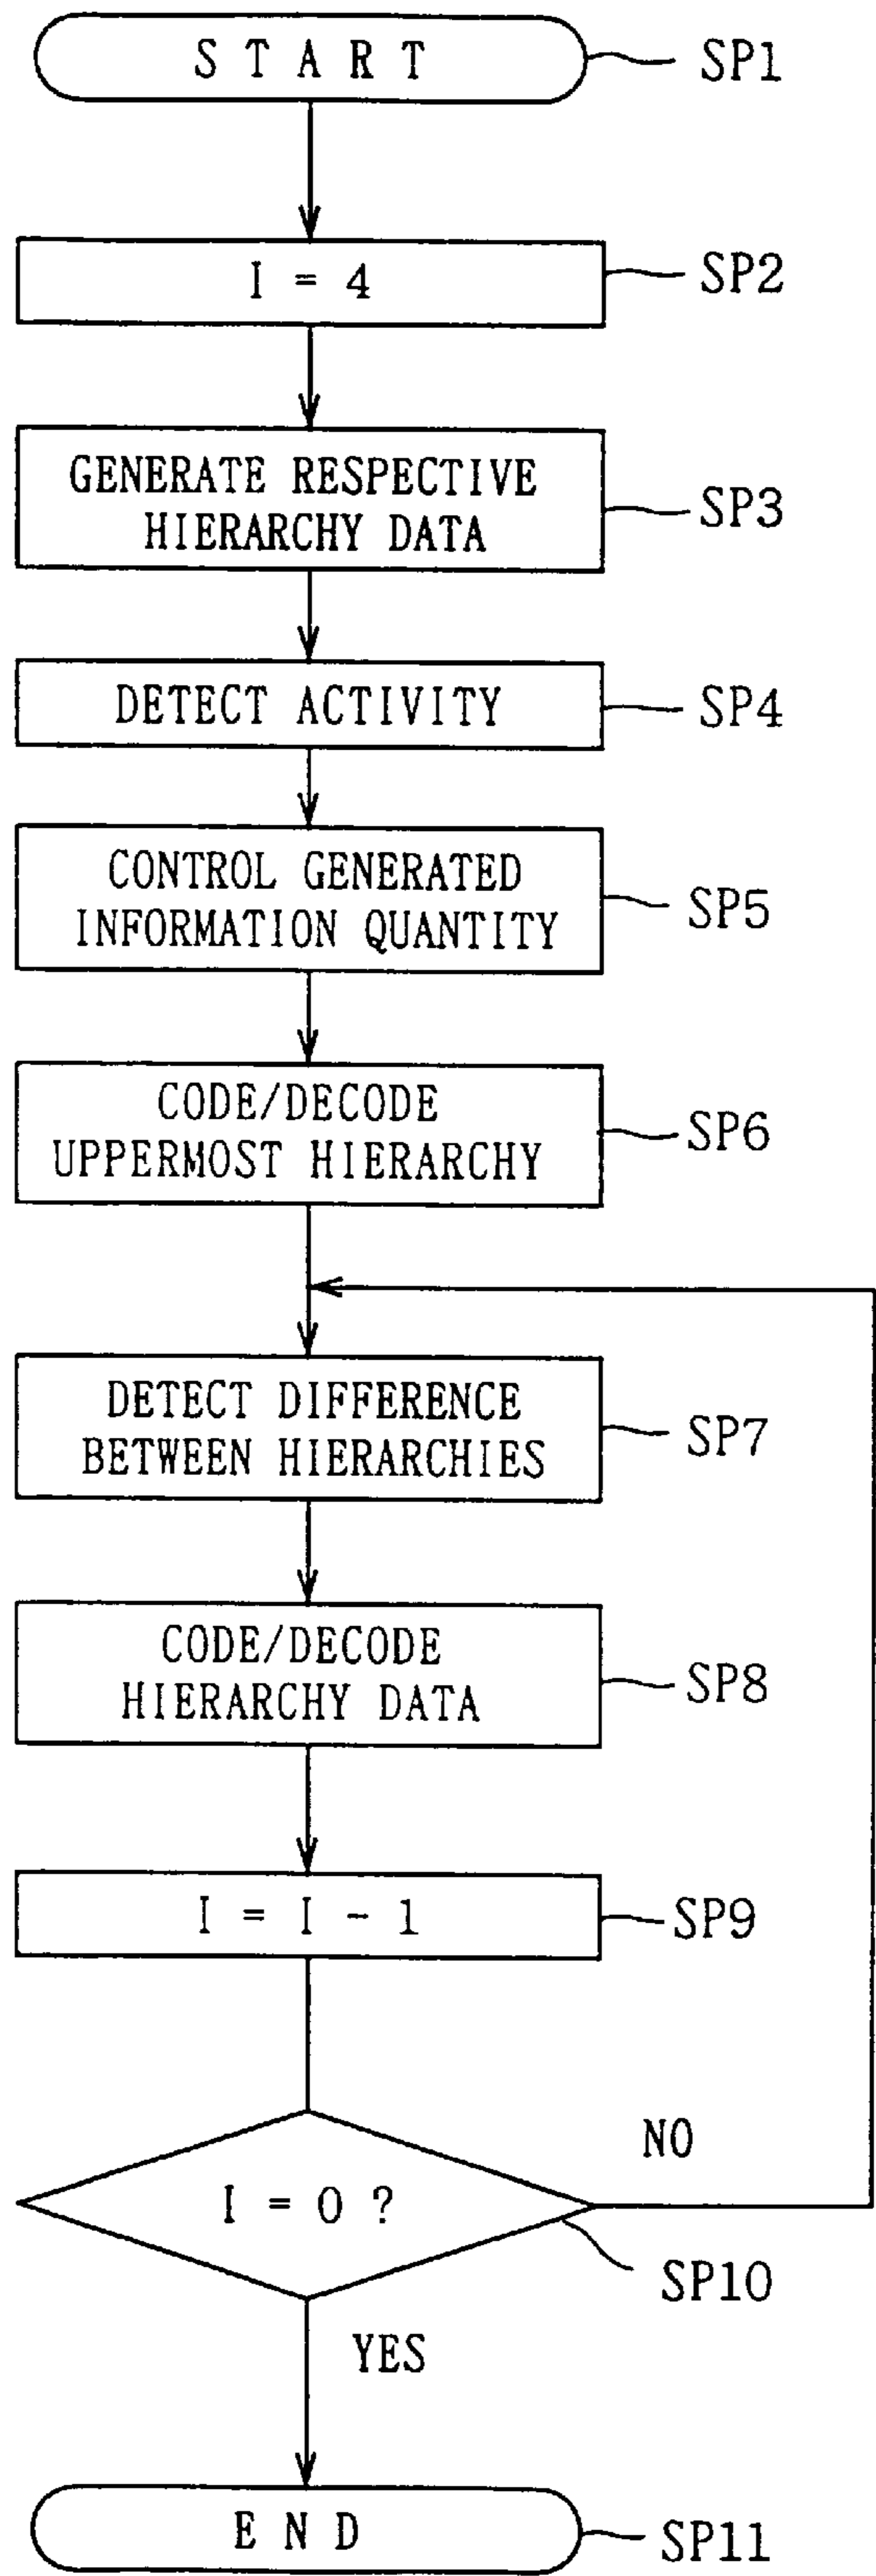 START
SP1
I = 4
SP2
GENERATE RESPECTIVE
HIERARCHY DATA
SP3
DETECT ACTIVITY
SP4
CONTROL GENERATED
INFORMATION QUANTITY
SP5
CODE/DECODE
UPPERMOST HIERARCHY
SP6
DETECT DIFFERENCE
BETWEEN HIERARCHIES
SP7
CODE/DECODE
HIERARCHY DATA
SP8
I = I - 1
SP9
NO
I = 0 ?
SP10
YES
END
SP11